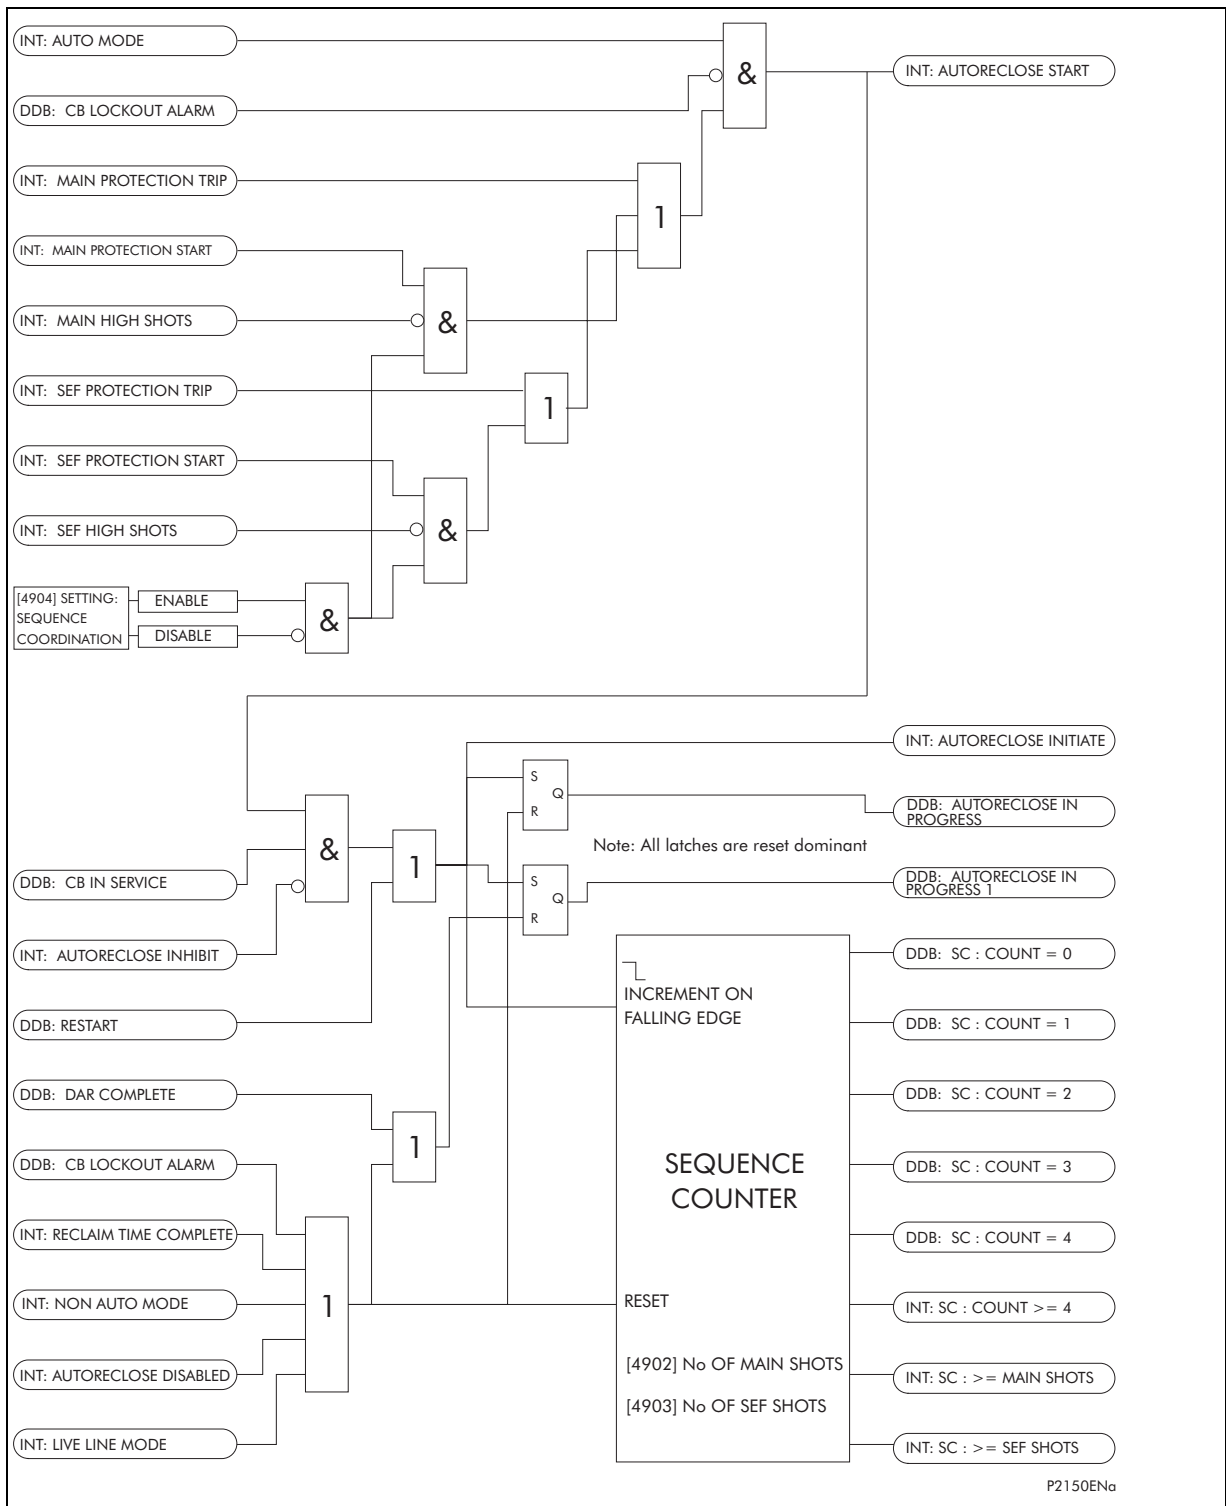 INT: AUTO MODE
&
INT: AUTORECLOSE START
DDB: CB LOCKOUT ALARM
INT: MAIN PROTECTION TRIP
1
INT: MAIN PROTECTION START
INT: MAIN HIGH SHOTS
&
INT: SEF PROTECTION TRIP
1
INT: SEF PROTECTION START
&
INT: SEF HIGH SHOTS
[4904] SETTING:
SEQUENCE
COORDINATION
ENABLE
DISABLE
&
INT: AUTORECLOSE INITIATE
S
Q
R
DDB: AUTORECLOSE IN
PROGRESS
Note: All latches are reset dominant
&
1
DDB: CB IN SERVICE
S
Q
R
DDB: AUTORECLOSE IN
PROGRESS 1
INT: AUTORECLOSE INHIBIT
DDB: SC : COUNT = 0
INCREMENT ON
FALLING EDGE
DDB: RESTART
DDB: SC : COUNT = 1
DDB: DAR COMPLETE
DDB: SC : COUNT = 2
1
DDB: CB LOCKOUT ALARM
SEQUENCE
COUNTER
DDB: SC : COUNT = 3
INT: RECLAIM TIME COMPLETE
DDB: SC : COUNT = 4
INT: NON AUTO MODE
1
RESET
INT: SC : COUNT >= 4
INT: AUTORECLOSE DISABLED
[4902] No OF MAIN SHOTS
INT: SC : >= MAIN SHOTS
[4903] No OF SEF SHOTS
INT: LIVE LINE MODE
INT: SC : >= SEF SHOTS
P2150ENa